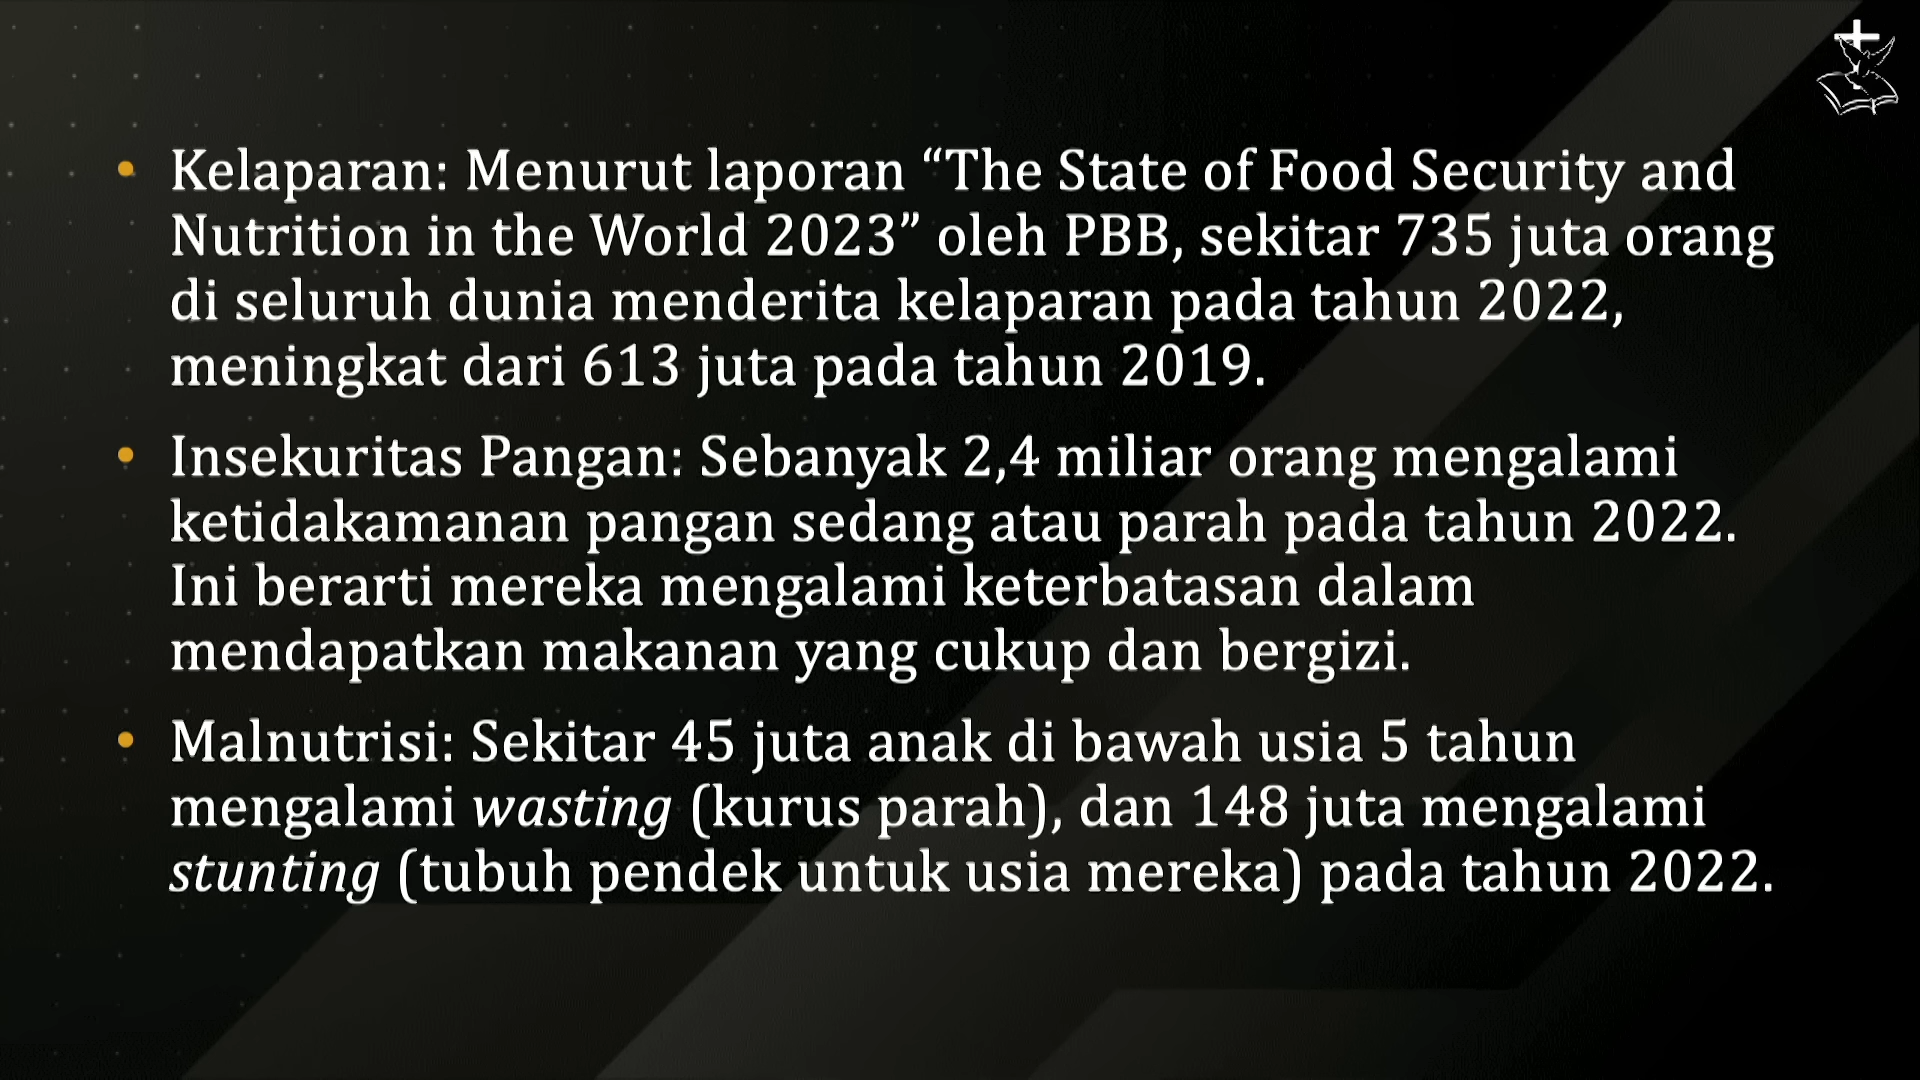 • Kelaparan: Menurut laporan “The State of Food Security and
Nutrition in the World 2023” oleh PBB, sekitar 735 juta orang
di seluruh dunia menderita kelaparan pada tahun 2022,
meningkat dari 613 juta pada tahun 2019.
• Insekuritas Pangan: Sebanyak 2,4 miliar orang mengalami
ketidakamanan pangan sedang atau parah pada tahun 2022.
Ini berarti mereka mengalami keterbatasan dalam
mendapatkan makanan yang cukup dan bergizi.
• Malnutrisi: Sekitar 45 juta anak di bawah usia 5 tahun
mengalami wasting (kurus parah), dan 148 juta mengalami
stunting (tubuh pendek untuk usia mereka) pada tahun 2022.